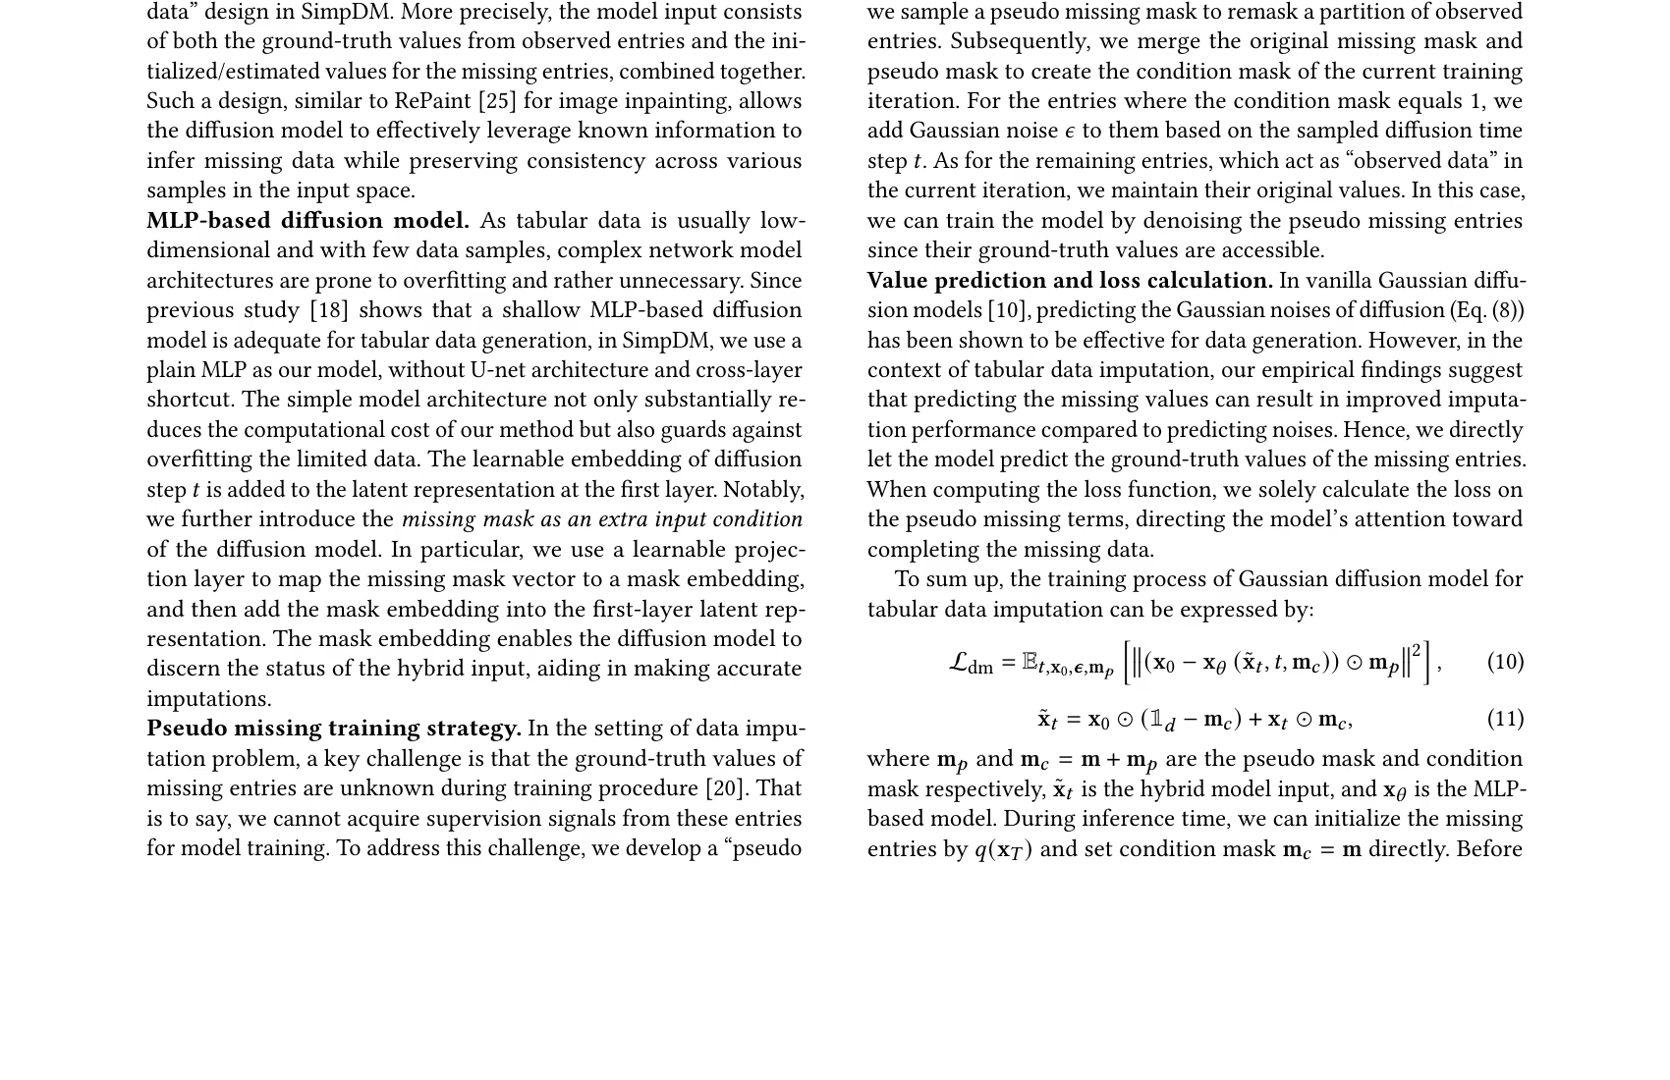 data” design in SimpDM. More precisely, the model input consists
of both the ground-truth values from observed entries and the ini-
tialized/estimated values for the missing entries, combined together.
Such a design, similar to RePaint [25] for image inpainting, allows
the diffusion model to effectively leverage known information to
infer missing data while preserving consistency across various
samples in the input space.
MLP-based diffusion model. As tabular data is usually low-
dimensional and with few data samples, complex network model
architectures are prone to overfitting and rather unnecessary. Since
previous study [18] shows that a shallow MLP-based diffusion
model is adequate for tabular data generation, in SimpDM, we use a
plain MLP as our model, without U-net architecture and cross-layer
shortcut. The simple model architecture not only substantially re-
duces the computational cost of our method but also guards against
overfitting the limited data. The learnable embedding of diffusion
step t is added to the latent representation at the first layer. Notably,
we further introduce the missing mask as an extra input condition
of the diffusion model. In particular, we use a learnable projec-
tion layer to map the missing mask vector to a mask embedding,
and then add the mask embedding into the first-layer latent rep-
resentation. The mask embedding enables the diffusion model to
discern the status of the hybrid input, aiding in making accurate
imputations.
Pseudo missing training strategy. In the setting of data impu-
tation problem, a key challenge is that the ground-truth values of
missing entries are unknown during training procedure [20]. That
is to say, we cannot acquire supervision signals from these entries
for model training. To address this challenge, we develop a “pseudo
we sample a pseudo missing mask to remask a partition of observed
entries. Subsequently, we merge the original missing mask and
pseudo mask to create the condition mask of the current training
iteration. For the entries where the condition mask equals 1, we
add Gaussian noise ϵ to them based on the sampled diffusion time
step t. As for the remaining entries, which act as “observed data” in
the current iteration, we maintain their original values. In this case,
we can train the model by denoising the pseudo missing entries
since their ground-truth values are accessible.
Value prediction and loss calculation. In vanilla Gaussian diffu-
sion models [10], predicting the Gaussian noises of diffusion (Eq. (8))
has been shown to be effective for data generation. However, in the
context of tabular data imputation, our empirical findings suggest
that predicting the missing values can result in improved imputa-
tion performance compared to predicting noises. Hence, we directly
let the model predict the ground-truth values of the missing entries.
When computing the loss function, we solely calculate the loss on
the pseudo missing terms, directing the model’s attention toward
completing the missing data.
To sum up, the training process of Gaussian diffusion model for
tabular data imputation can be expressed by:
ℒ_dm = 𝔼_{t,x_0,ϵ,m_p} [‖(x_0 − x_θ (x̃_t, t, m_c)) ⊙ m_p‖²], (10)
x̃_t = x_0 ⊙ (𝟙_d − m_c) + x_t ⊙ m_c, (11)
where m_p and m_c = m + m_p are the pseudo mask and condition
mask respectively, x̃_t is the hybrid model input, and x_θ is the MLP-
based model. During inference time, we can initialize the missing
entries by q(x_T) and set condition mask m_c = m directly. Before